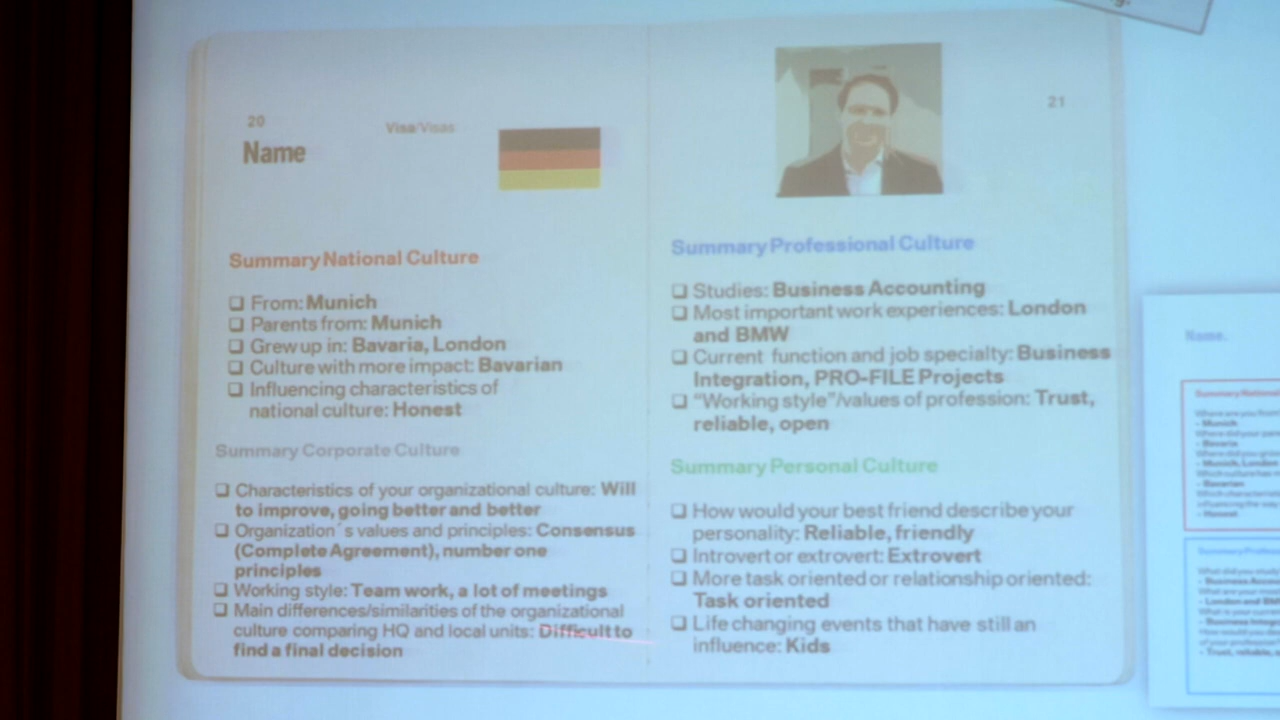 20
Visa/Visas
Name
Summary National Culture
❑ From: Munich
❑ Parents from: Munich
❑ Grew up in: Bavaria, London
❑ Culture with more impact: Bavarian
❑ Influencing characteristics of
national culture: Honest
Summary Corporate Culture
❑ Characteristics of your organizational culture: Will
to improve, going better and better
❑ Organization´s values and principles: Consensus
(Complete Agreement), number one
principles
❑ Working style: Team work, a lot of meetings
❑ Main differences/similarities of the organizational
culture comparing HQ and local units: Difficult to
find a final decision
21
Summary Professional Culture
❑ Studies: Business Accounting
❑ Most important work experiences: London
and BMW
❑ Current function and job specialty: Business
Integration, PRO-FILE Projects
❑ “Working style”/values of profession: Trust,
reliable, open
Summary Personal Culture
❑ How would your best friend describe your
personality: Reliable, friendly
❑ Introvert or extrovert: Extrovert
❑ More task oriented or relationship oriented:
Task oriented
❑ Life changing events that have still an
influence: Kids
Name.
- Munich
- Bavaria
- Munich, London
- Bavarian
- Honest